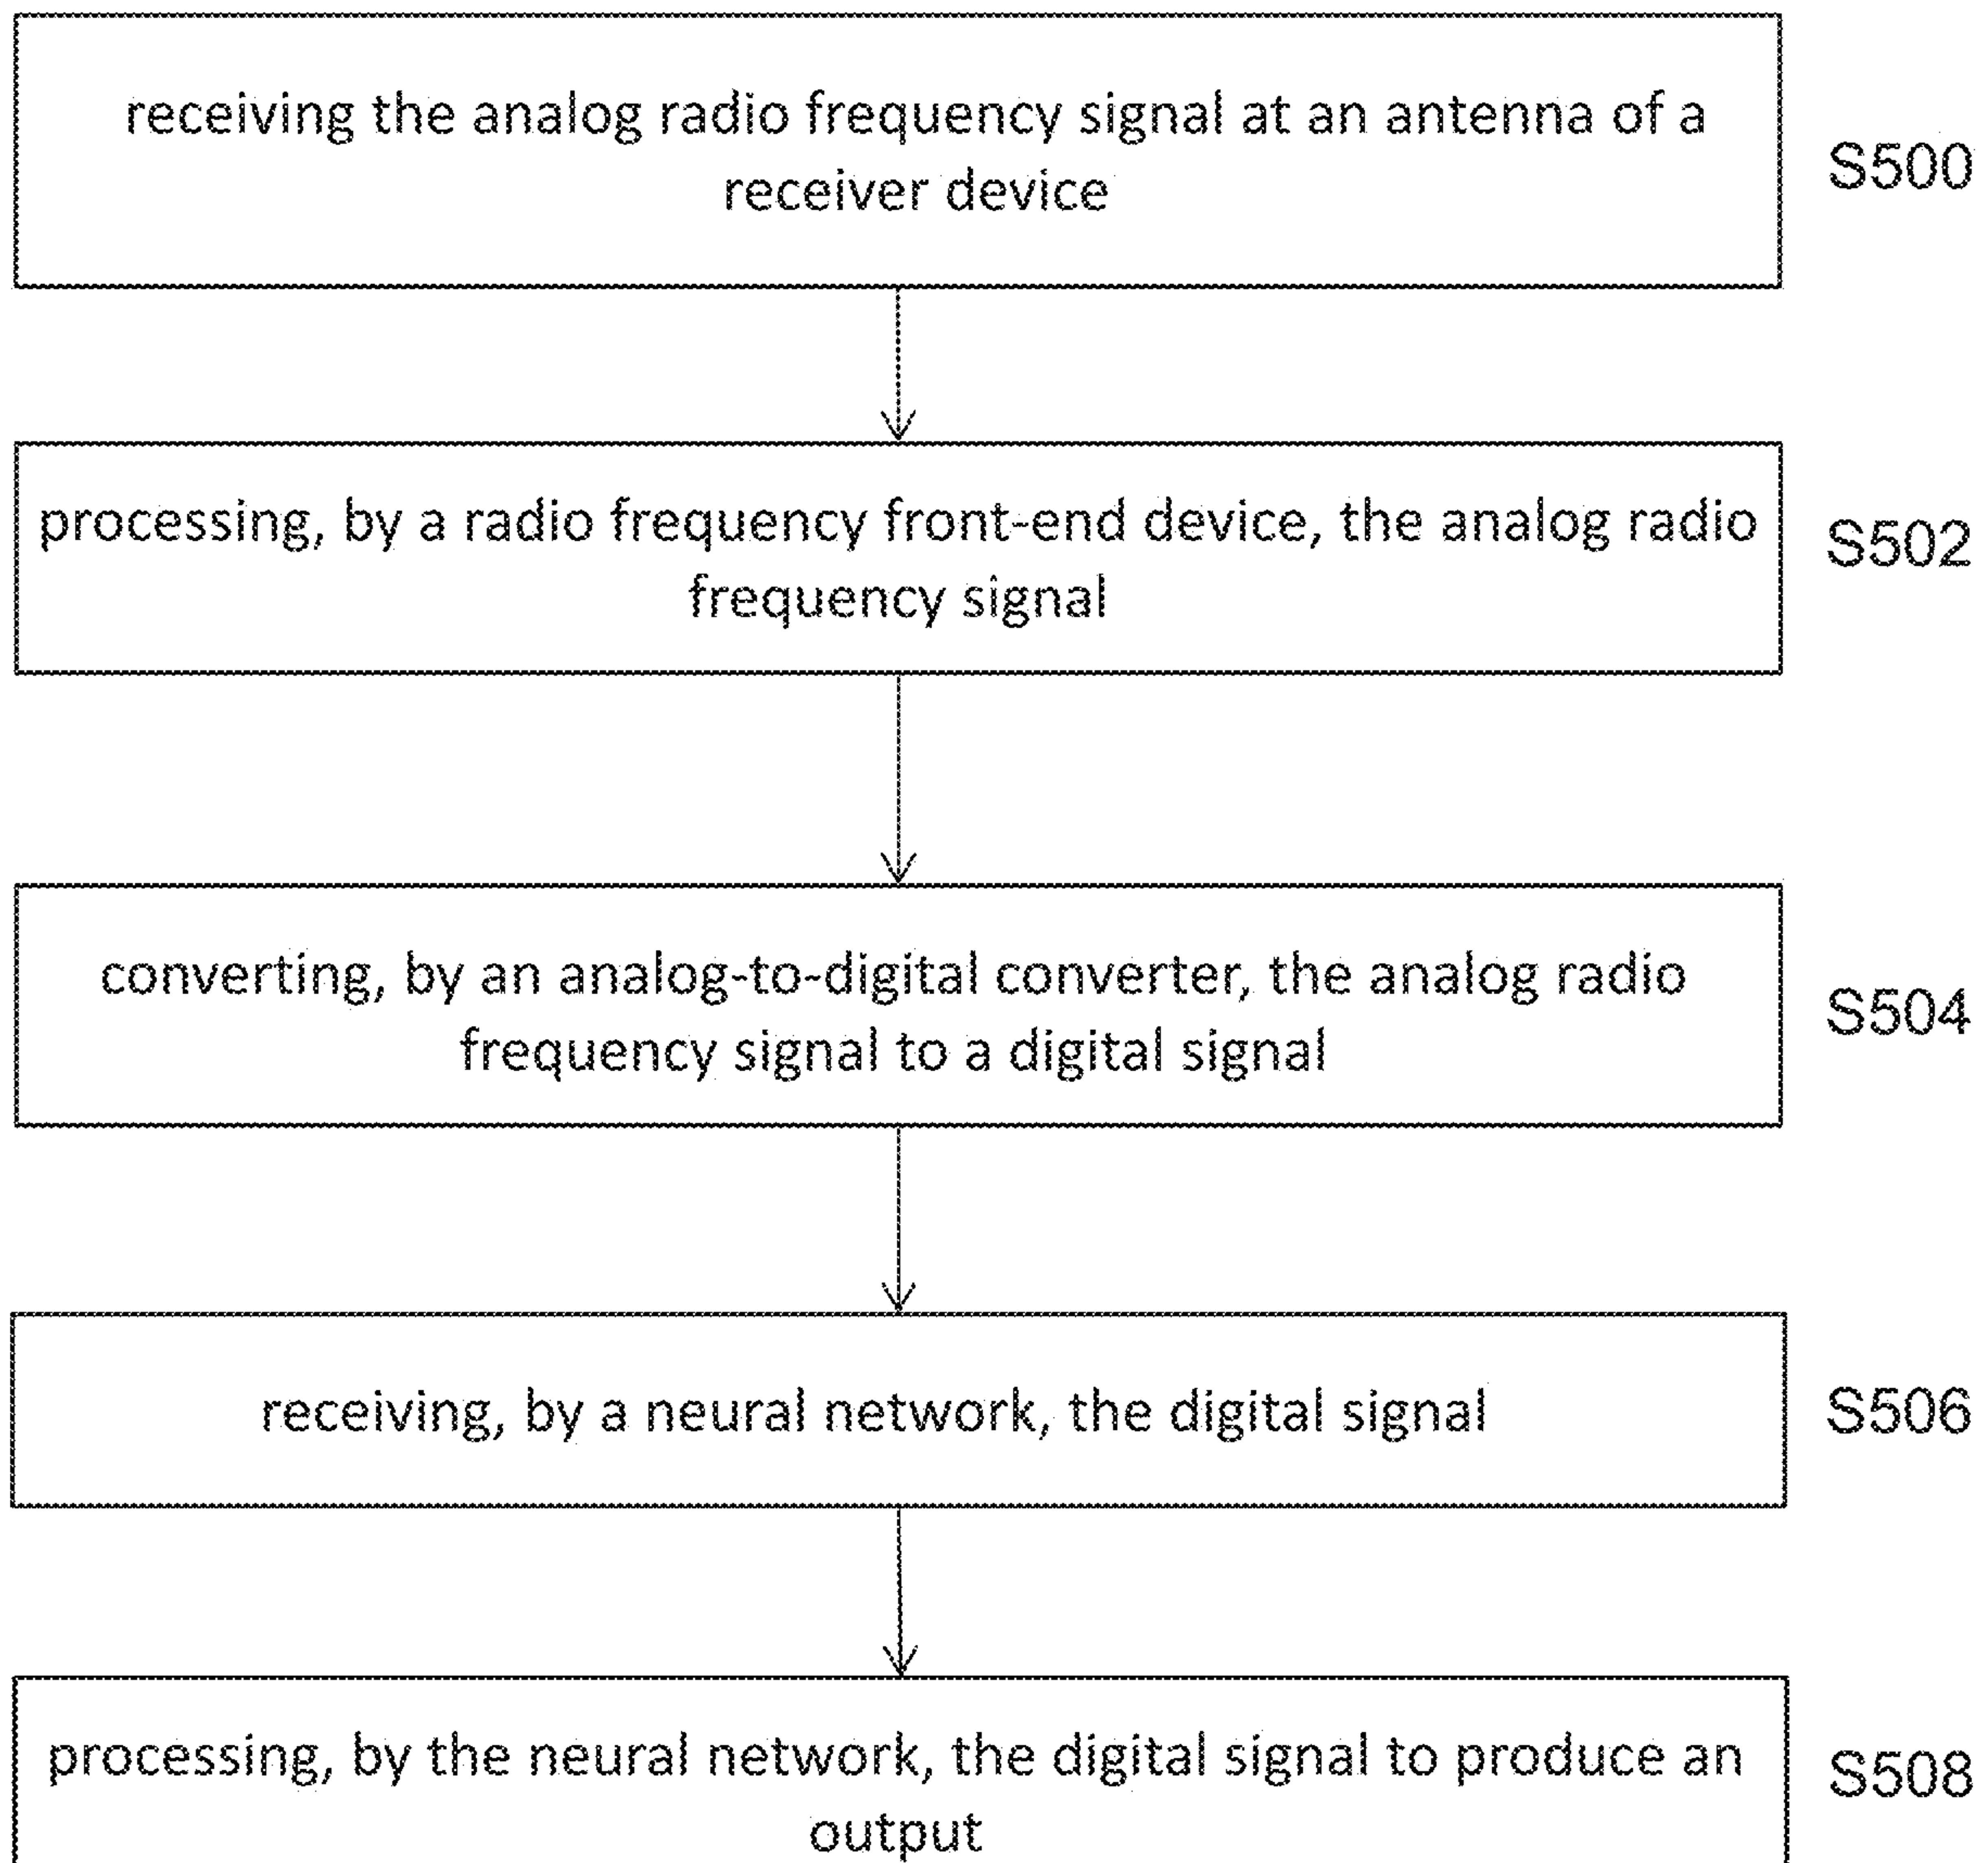 receiving the analog radio frequency signal at an antenna of a
receiver device
S500
processing, by a radio frequency front-end device, the analog radio
frequency signal
S502
converting, by an analog-to-digital converter, the analog radio
frequency signal to a digital signal
S504
receiving, by a neural network, the digital signal
S506
processing, by the neural network, the digital signal to produce an
output
S508